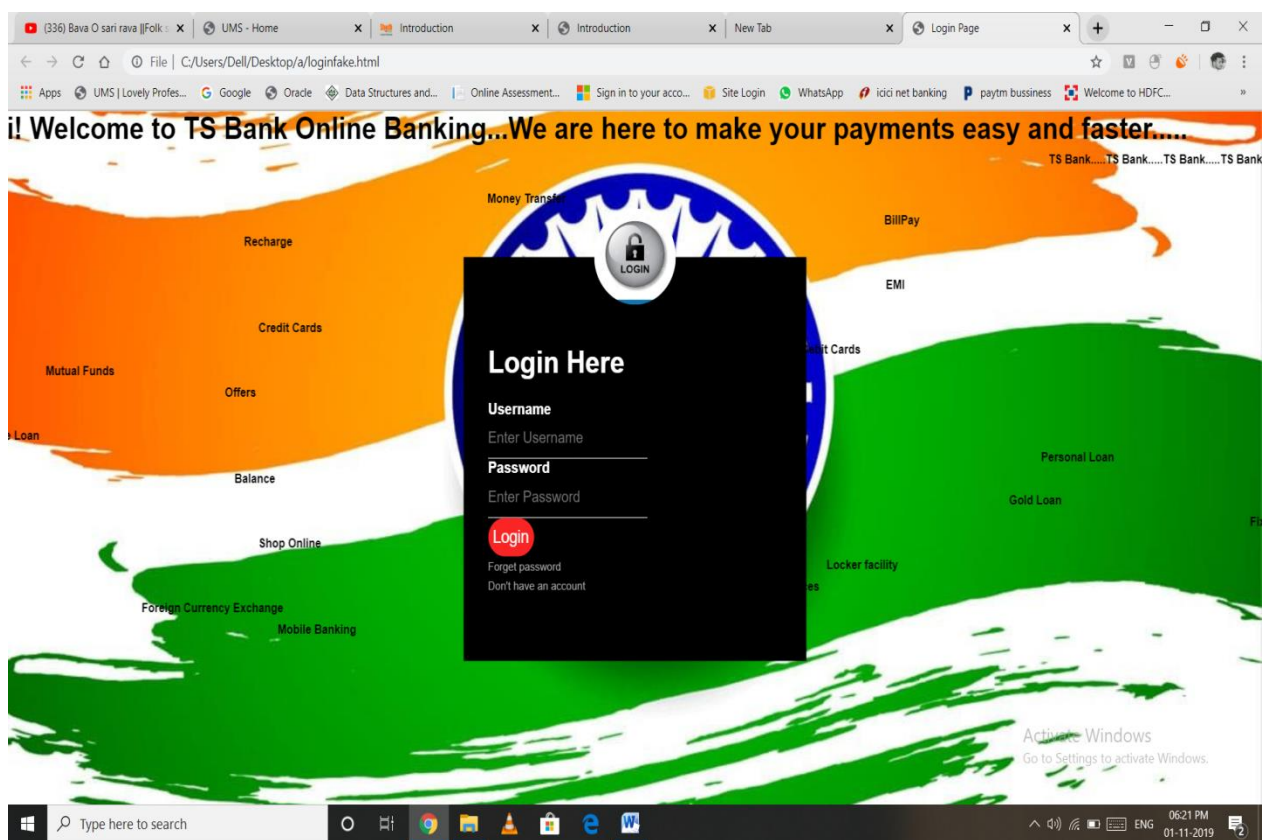 (336) Bava O sari rava ||Folk s
UMS - Home
Introduction
Introduction
New Tab
Login Page
File | C:/Users/Dell/Desktop/a/loginfake.html
Apps
UMS | Lovely Profes...
Google
Oracle
Data Structures and...
Online Assessment...
Sign in to your acco...
Site Login
WhatsApp
icici net banking
paytm bussiness
Welcome to HDFC...
i! Welcome to TS Bank Online Banking...We are here to make your payments easy and faster.....
TS Bank.....TS Bank.....TS Bank.....TS Bank
Money Transfer
BillPay
Recharge
LOGIN
EMI
Credit Cards
edit Cards
Mutual Funds
Login Here
Offers
Username
e Loan
Enter Username
Personal Loan
Password
Balance
Enter Password
Gold Loan
Login
Shop Online
Forget password
Locker facility
Don't have an account
es
Foreign Currency Exchange
Mobile Banking
Activate Windows
Go to Settings to activate Windows.
Type here to search
ENG
06:21 PM
01-11-2019
2